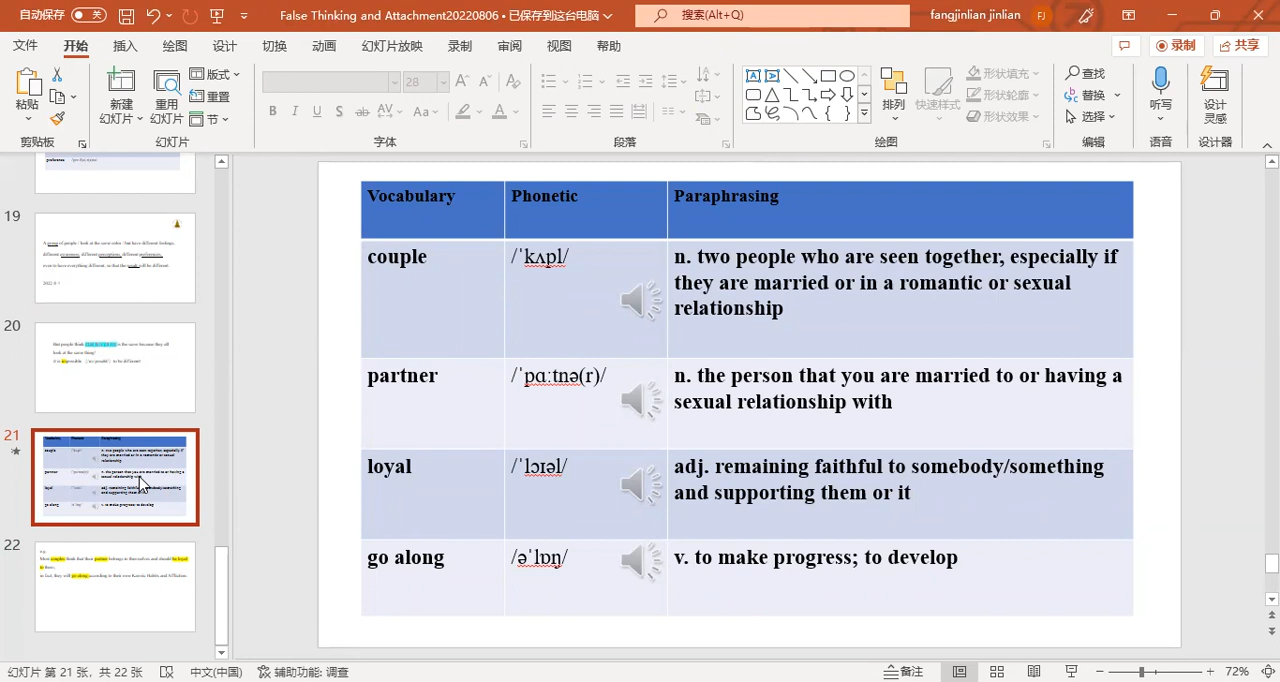 自动保存 关 False Thinking and Attachment20220806 • 已保存到这台电脑 搜索(Alt+Q) fangjinlian jinlian FJ
文件 开始 插入 绘图 设计 切换 动画 幻灯片放映 录制 审阅 视图 帮助 录制 共享
粘贴 新建 幻灯片 重用 幻灯片 版式 重置 节 28 排列 快速样式 形状填充 形状轮廓 形状效果 查找 替换 选择 听写 设计 灵感
B I U S ab AV Aa A
剪贴板 幻灯片 字体 段落 绘图 编辑 语音 设计器
19
20
21
22
Vocabulary Phonetic Paraphrasing
couple /ˈkʌpl/ n. two people who are seen together, especially if
they are married or in a romantic or sexual
relationship
partner /ˈpɑːtnə(r)/ n. the person that you are married to or having a
sexual relationship with
loyal /ˈlɔɪəl/ adj. remaining faithful to somebody/something
and supporting them or it
go along /əˈlɒŋ/ v. to make progress; to develop
幻灯片 第 21 张，共 22 张 中文(中国) 辅助功能: 调查 备注 72%